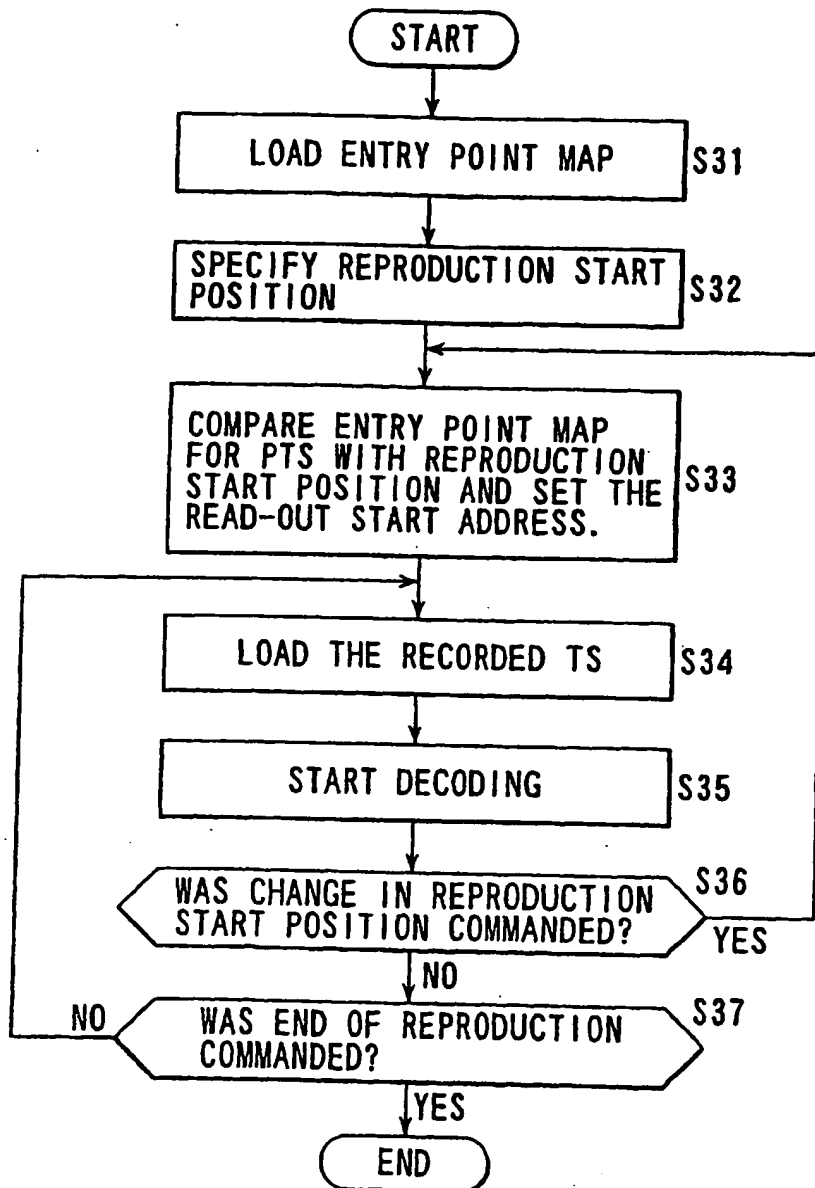 START
LOAD ENTRY POINT MAP
S31
SPECIFY REPRODUCTION START
POSITION
S32
COMPARE ENTRY POINT MAP
FOR PTS WITH REPRODUCTION
START POSITION AND SET THE
READ-OUT START ADDRESS.
S33
LOAD THE RECORDED TS
S34
START DECODING
S35
WAS CHANGE IN REPRODUCTION
START POSITION COMMANDED?
S36
YES
NO
WAS END OF REPRODUCTION
COMMANDED?
S37
NO
YES
END